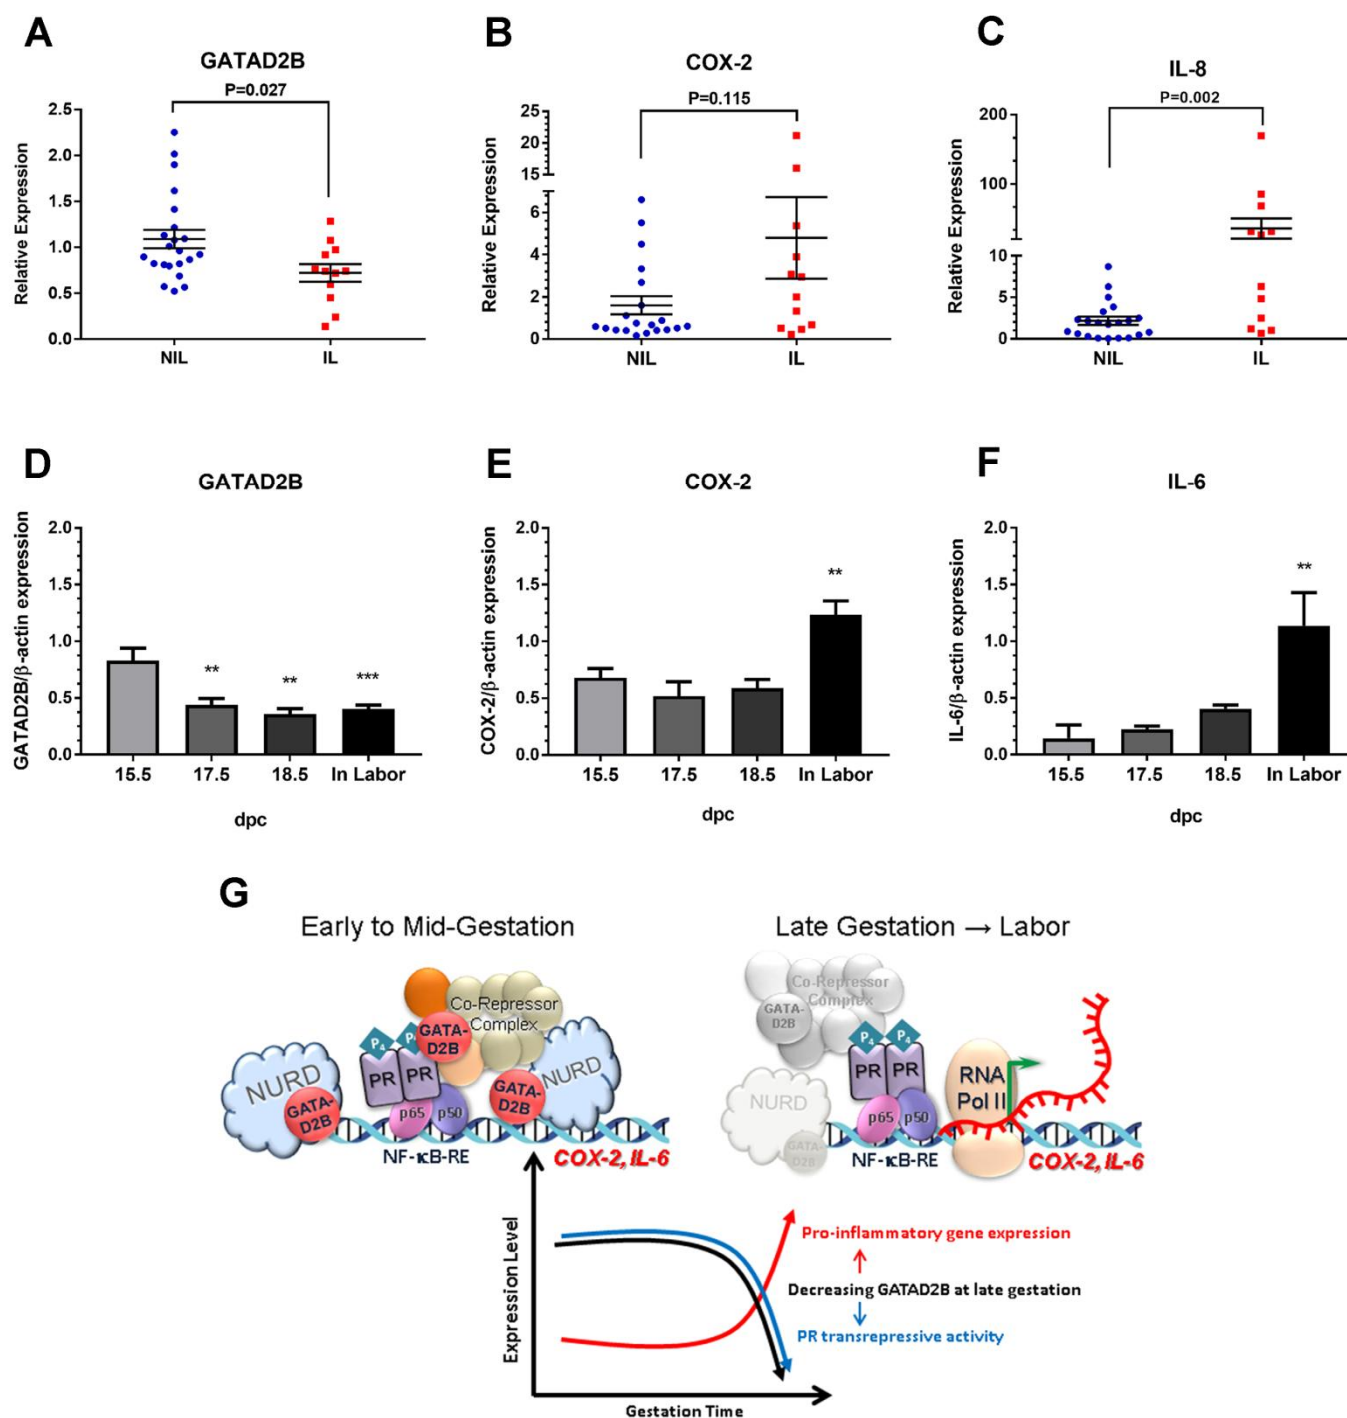 A
GATAD2B
P=0.027
Relative Expression
2.5
2.0
1.5
1.0
0.5
0.0
NIL
IL
B
COX-2
P=0.115
Relative Expression
25
20
15
6
4
2
0
NIL
IL
C
IL-8
P=0.002
Relative Expression
200
100
10
5
0
NIL
IL
D
GATAD2B
GATAD2B/β-actin expression
2.0
1.5
1.0
0.5
0.0
**
**
***
15.5
17.5
18.5
In Labor
dpc
E
COX-2
COX-2/β-actin expression
2.0
1.5
1.0
0.5
0.0
**
15.5
17.5
18.5
In Labor
dpc
F
IL-6
IL-6/β-actin expression
2.0
1.5
1.0
0.5
0.0
**
15.5
17.5
18.5
In Labor
dpc
G
Early to Mid-Gestation
Co-Repressor
Complex
P4
P4
GATA-
D2B
NURD
PR
PR
NURD
GATA-
D2B
GATA-
D2B
p65
p50
NF-κB-RE
COX-2, IL-6
Late Gestation → Labor
Co-Repressor
Complex
GATA-
D2B
P4
P4
PR
PR
RNA
Pol II
NURD
p65
p50
GATA-
D2B
NF-κB-RE
COX-2, IL-6
Expression Level
Pro-inflammatory gene expression
Decreasing GATAD2B at late gestation
PR transrepressive activity
Gestation Time